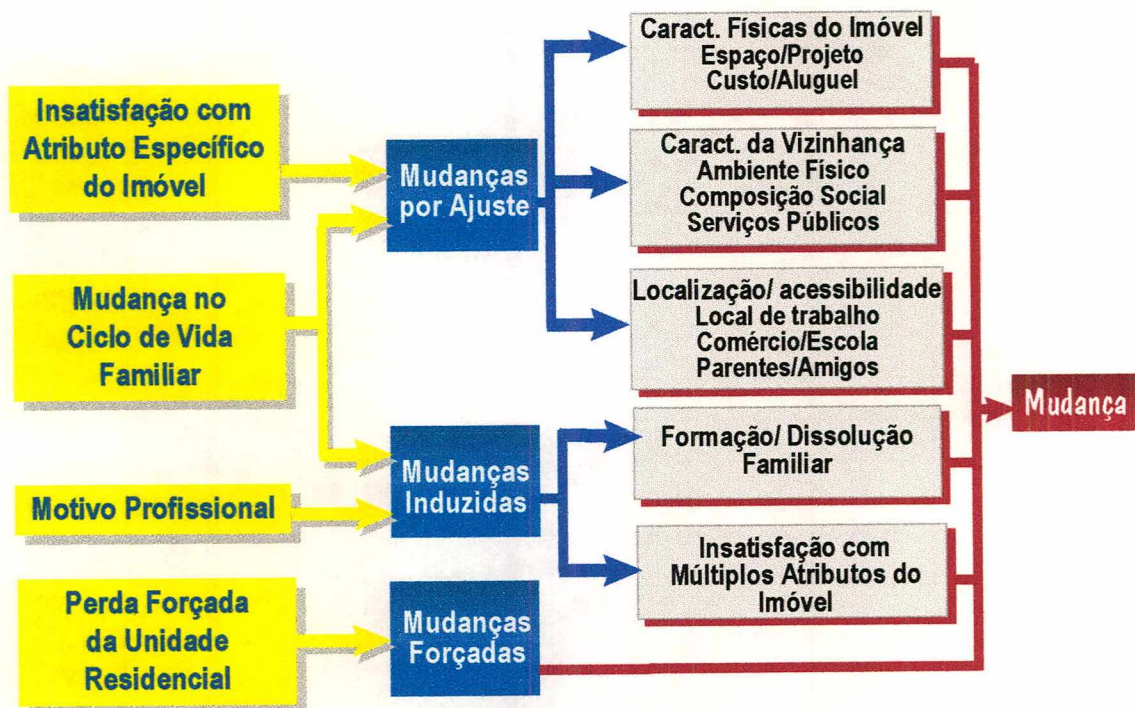 Insatisfação com
Atributo Específico
do Imóvel
Mudança no
Ciclo de Vida
Familiar
Motivo Profissional
Perda Forçada
da Unidade
Residencial
Mudanças
por Ajuste
Mudanças
Induzidas
Mudanças
Forçadas
Caract. Físicas do Imóvel
Espaço/Projeto
Custo/Aluguel
Caract. da Vizinhança
Ambiente Físico
Composição Social
Serviços Públicos
Localização/ acessibilidade
Local de trabalho
Comércio/Escola
Parentes/Amigos
Formação/ Dissolução
Familiar
Insatisfação com
Múltiplos Atributos do
Imóvel
Mudança